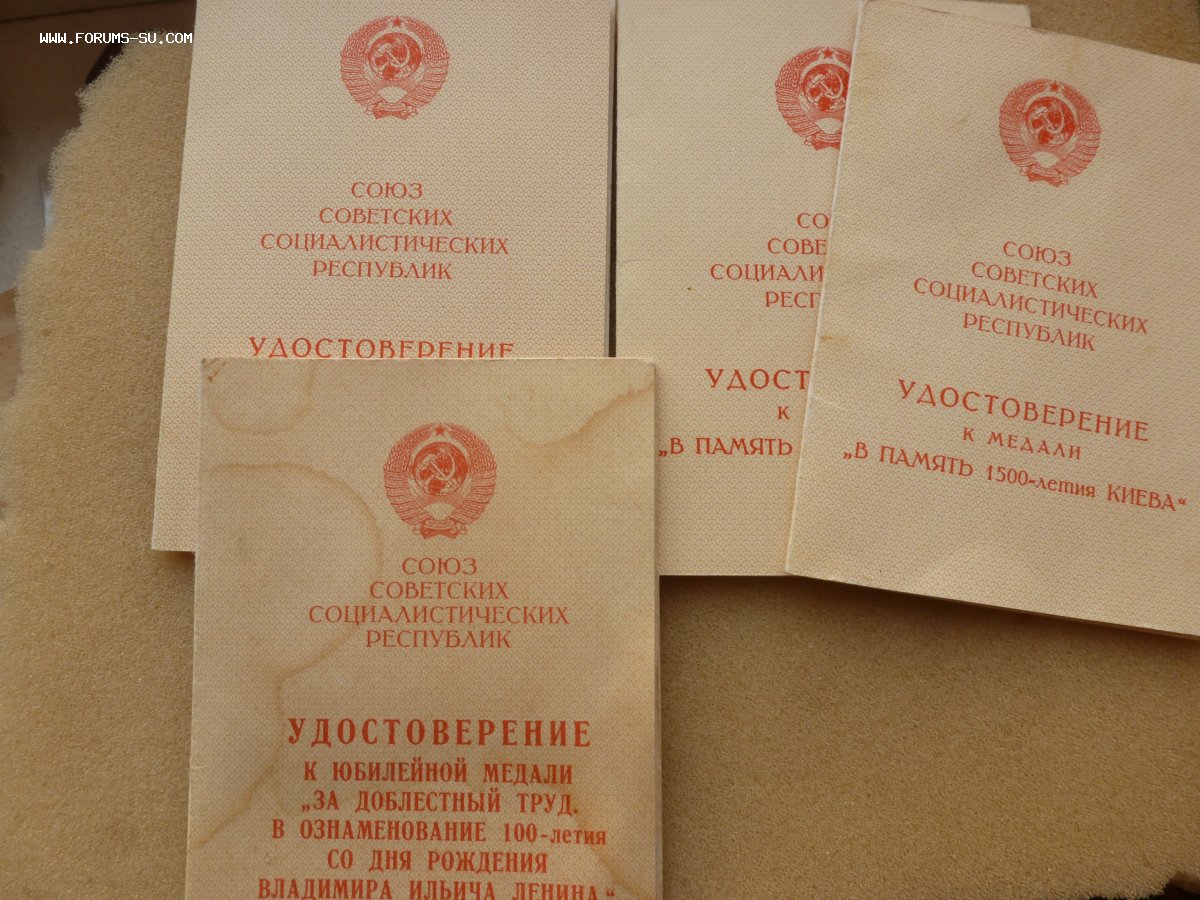 WWW.FORUMS-SU.COM
СОЮЗ
СОВЕТСКИХ
СОЦИАЛИСТИЧЕСКИХ
РЕСПУБЛИК
УДОСТОВЕРЕНИЕ
К
„В ПАМЯТЬ
СОЮЗ
СОВЕТСКИХ
СОЦИАЛИСТИЧЕСКИХ
РЕСПУБЛИК
УДОСТОВЕРЕНИЕ
К МЕДАЛИ
„В ПАМЯТЬ 1500-летия КИЕВА“
СОЮЗ
СОВЕТСКИХ
СОЦИАЛИСТИЧЕСКИХ
РЕСПУБЛИК
УДОСТОВЕРЕНИЕ
К ЮБИЛЕЙНОЙ МЕДАЛИ
„ЗА ДОБЛЕСТНЫЙ ТРУД.
В ОЗНАМЕНОВАНИЕ 100-летия
СО ДНЯ РОЖДЕНИЯ
ВЛАДИМИРА ИЛЬИЧА ЛЕНИНА“